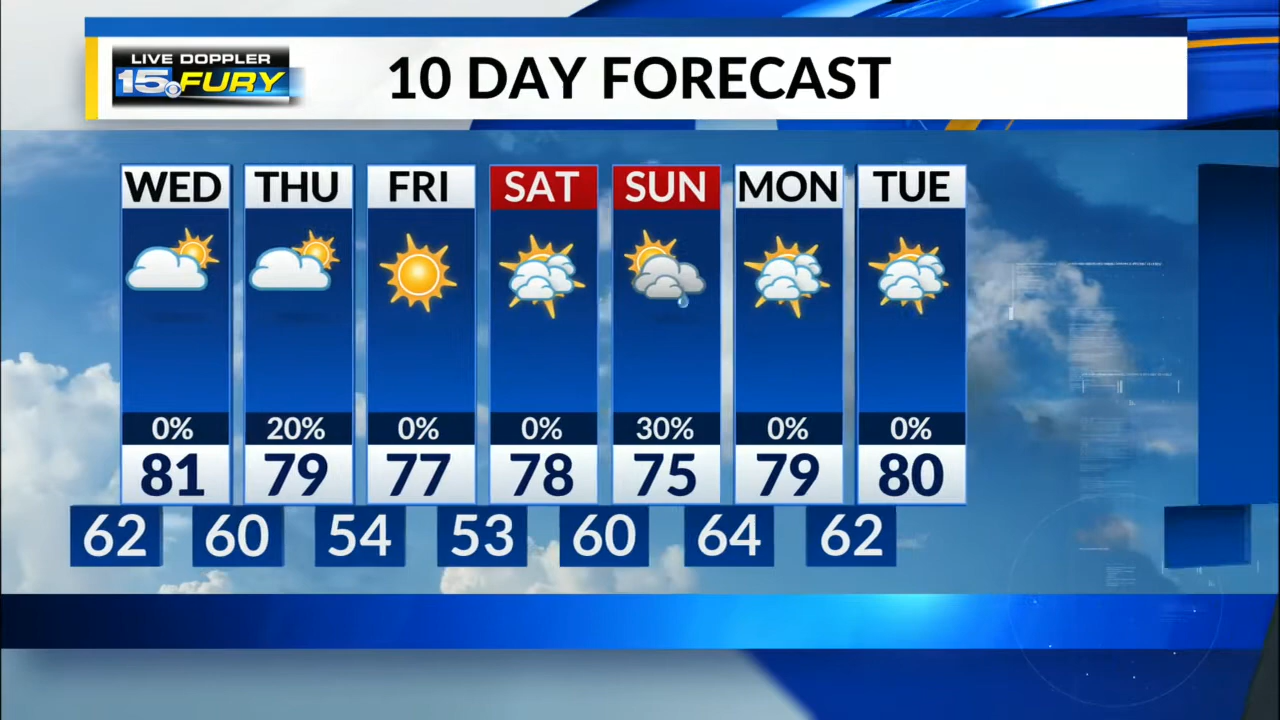 LIVE DOPPLER
15 FURY
10 DAY FORECAST
WED THU FRI SAT SUN MON TUE
0% 20% 0% 0% 30% 0% 0%
81 79 77 78 75 79 80
62 60 54 53 60 64 62